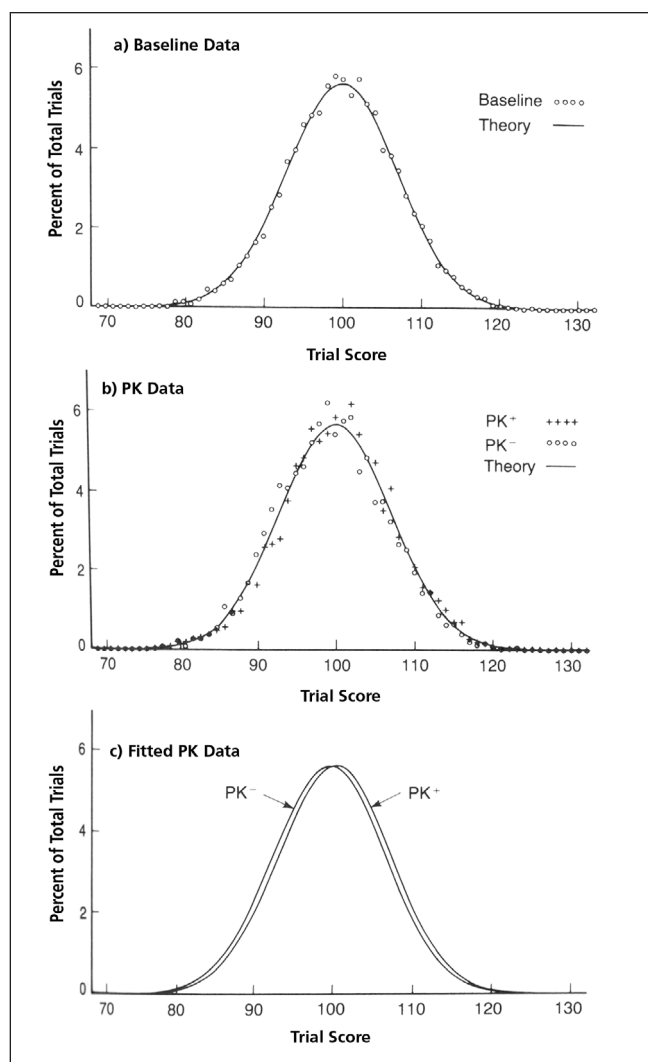 a) Baseline Data
6
4
2
0
Percent of Total Trials
Baseline
Theory
70 80 90 100 110 120 130
Trial Score
b) PK Data
6
4
2
0
Percent of Total Trials
PK+
PK−
Theory
70 80 90 100 110 120 130
Trial Score
c) Fitted PK Data
6
4
2
0
Percent of Total Trials
PK− PK+
70 80 90 100 110 120 130
Trial Score